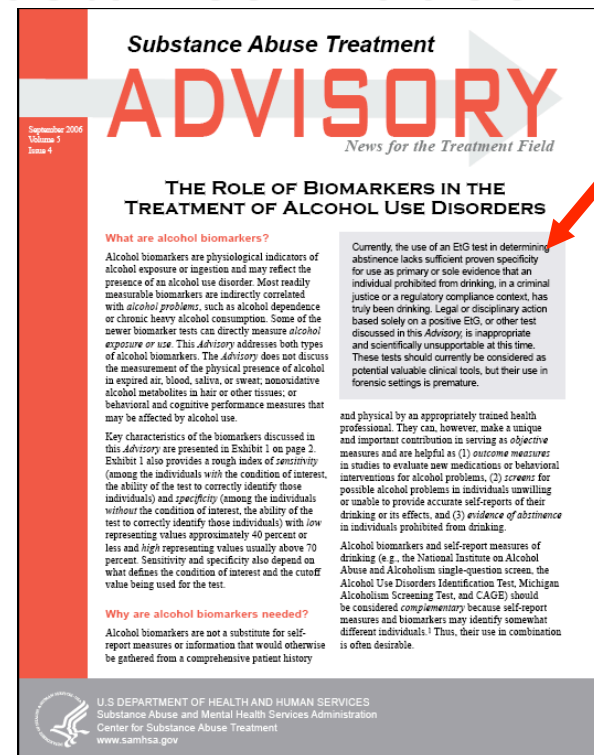 Substance Abuse Treatment
ADVISORY
News for the Treatment Field
September 2006
Volume 5
Issue 4
THE ROLE OF BIOMARKERS IN THE
TREATMENT OF ALCOHOL USE DISORDERS
What are alcohol biomarkers?
Alcohol biomarkers are physiological indicators of
alcohol exposure or ingestion and may reflect the
presence of an alcohol use disorder. Most readily
measurable biomarkers are indirectly correlated
with alcohol problems, such as alcohol dependence
or chronic heavy alcohol consumption. Some of the
newer biomarker tests can directly measure alcohol
exposure or use. This Advisory addresses both types
of alcohol biomarkers. The Advisory does not discuss
the measurement of the physical presence of alcohol
in expired air, blood, saliva, or sweat; nonoxidative
alcohol metabolites in hair or other tissues; or
behavioral and cognitive performance measures that
may be affected by alcohol use.
Key characteristics of the biomarkers discussed in
this Advisory are presented in Exhibit 1 on page 2.
Exhibit 1 also provides a rough index of sensitivity
(among the individuals with the condition of interest,
the ability of the test to correctly identify those
individuals) and specificity (among the individuals
without the condition of interest, the ability of the
test to correctly identify those individuals) with low
representing values approximately 40 percent or
less and high representing values usually above 70
percent. Sensitivity and specificity also depend on
what defines the condition of interest and the cutoff
value being used for the test.
Why are alcohol biomarkers needed?
Alcohol biomarkers are not a substitute for self-
report measures or information that would otherwise
be gathered from a comprehensive patient history
Currently, the use of an EtG test in determining
abstinence lacks sufficient proven specificity
for use as primary or sole evidence that an
individual prohibited from drinking, in a criminal
justice or a regulatory compliance context, has
truly been drinking. Legal or disciplinary action
based solely on a positive EtG, or other test
discussed in this Advisory, is inappropriate
and scientifically unsupportable at this time.
These tests should currently be considered as
potential valuable clinical tools, but their use in
forensic settings is premature.
and physical by an appropriately trained health
professional. They can, however, make a unique
and important contribution in serving as objective
measures and are helpful as (1) outcome measures
in studies to evaluate new medications or behavioral
interventions for alcohol problems, (2) screens for
possible alcohol problems in individuals unwilling
or unable to provide accurate self-reports of their
drinking or its effects, and (3) evidence of abstinence
in individuals prohibited from drinking.
Alcohol biomarkers and self-report measures of
drinking (e.g., the National Institute on Alcohol
Abuse and Alcoholism single-question screen, the
Alcohol Use Disorders Identification Test, Michigan
Alcoholism Screening Test, and CAGE) should
be considered complementary because self-report
measures and biomarkers may identify somewhat
different individuals.1 Thus, their use in combination
is often desirable.
U.S DEPARTMENT OF HEALTH AND HUMAN SERVICES
Substance Abuse and Mental Health Services Administration
Center for Substance Abuse Treatment
www.samhsa.gov